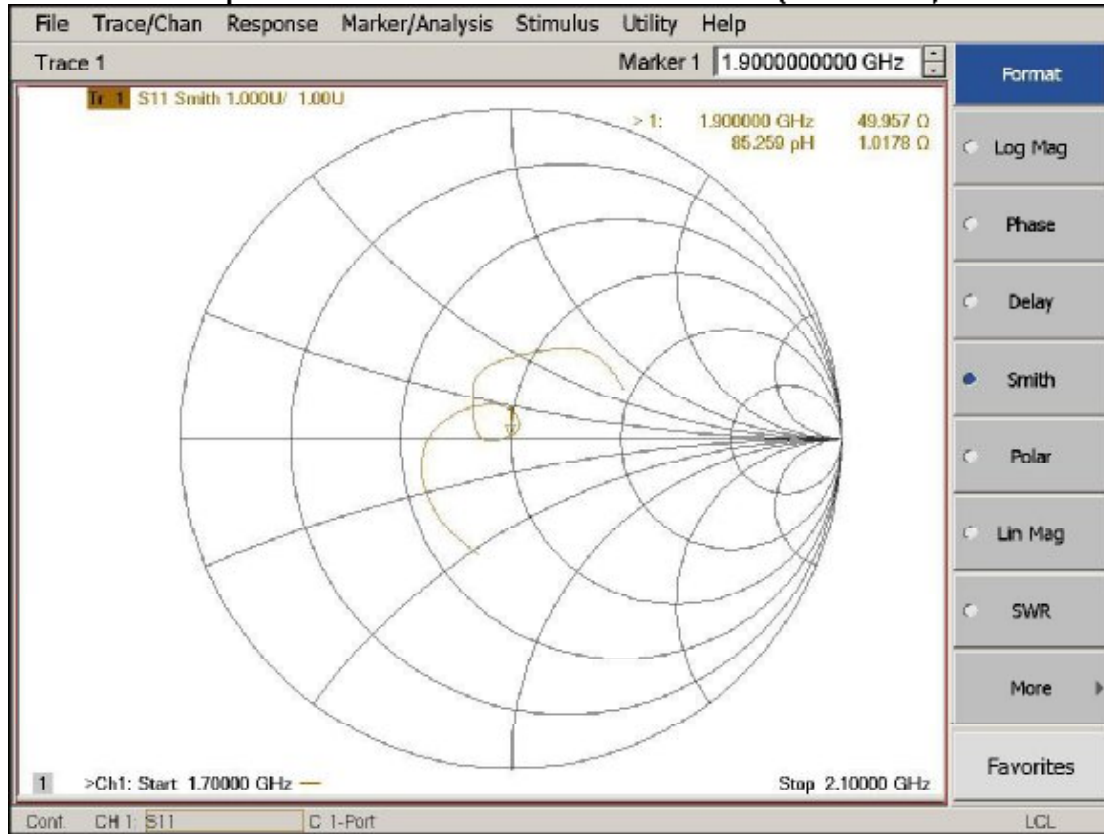 File Trace/Chan Response Marker/Analysis Stimulus Utility Help
Trace 1 Marker 1 1.9000000000 GHz
Tr 1 S11 Smith 1.000U/ 1.00U
> 1: 1.900000 GHz 49.957 Ω
85.259 pH 1.0178 Ω
1
Format
Log Mag
Phase
Delay
Smith
Polar
Lin Mag
SWR
More
Favorites
1 >Ch1: Start 1.70000 GHz Stop 2.10000 GHz
Cont. CH 1: S11 C 1-Port LCL